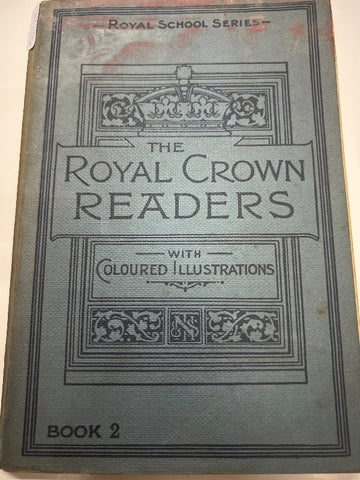 ROYAL SCHOOL SERIES
THE
ROYAL CROWN
READERS
WITH
COLOURED ILLUSTRATIONS
N
BOOK 2